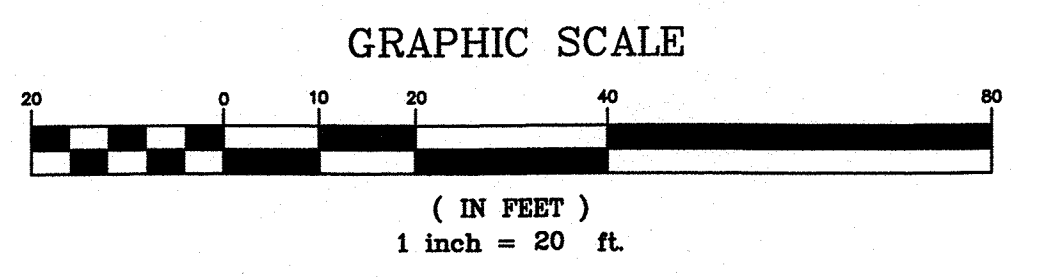 GRAPHIC SCALE
20 0 10 20 40 80
( IN FEET )
1 inch = 20 ft.